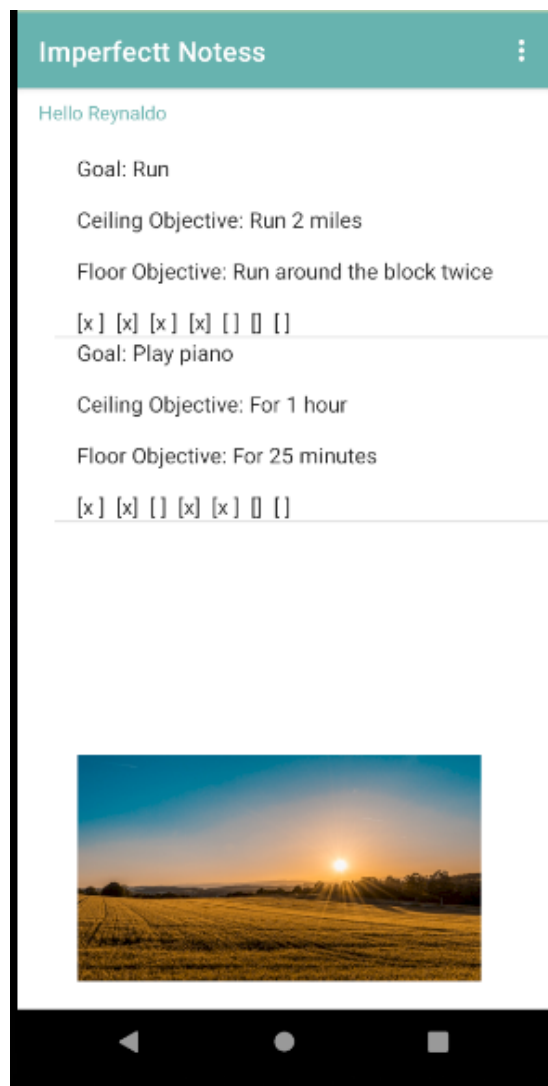 Imperfectt Notess
Hello Reynaldo
Goal: Run
Ceiling Objective: Run 2 miles
Floor Objective: Run around the block twice
[x ] [x] [x ] [x] [ ] [] [ ]
Goal: Play piano
Ceiling Objective: For 1 hour
Floor Objective: For 25 minutes
[x ] [x] [ ] [x] [x ] [] [ ]